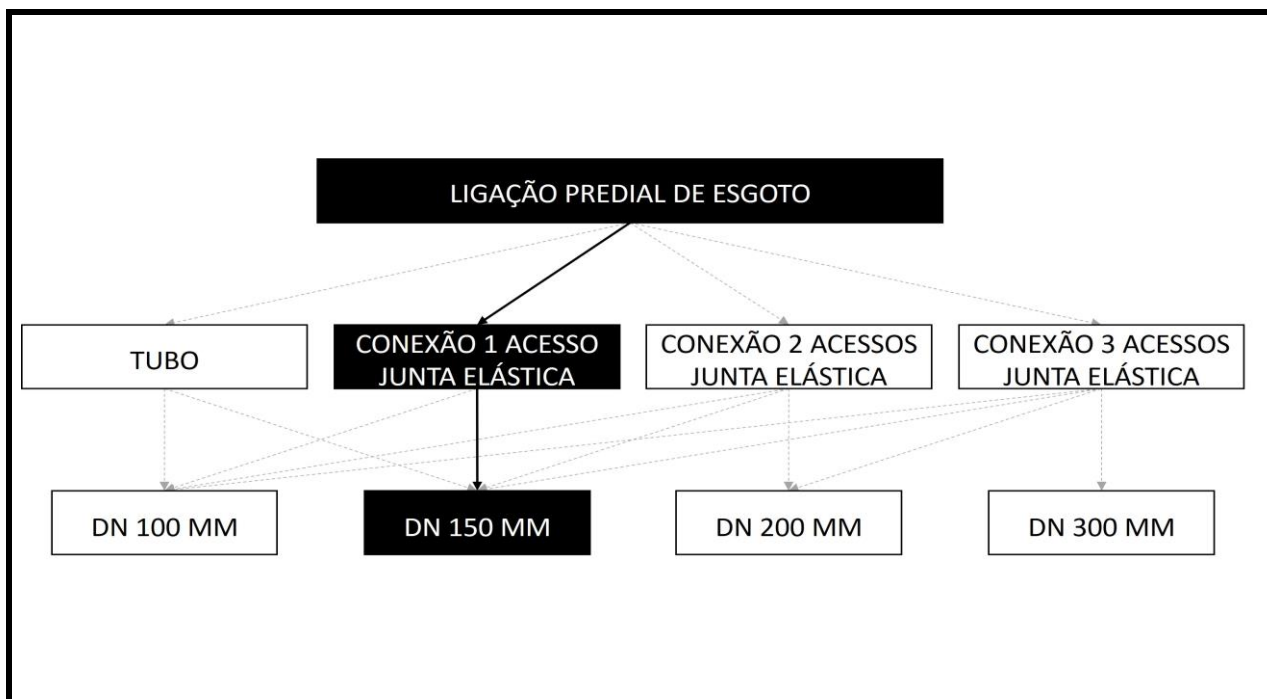 LIGAÇÃO PREDIAL DE ESGOTO
TUBO
CONEXÃO 1 ACESSO
JUNTA ELÁSTICA
CONEXÃO 2 ACESSOS
JUNTA ELÁSTICA
CONEXÃO 3 ACESSOS
JUNTA ELÁSTICA
DN 100 MM
DN 150 MM
DN 200 MM
DN 300 MM